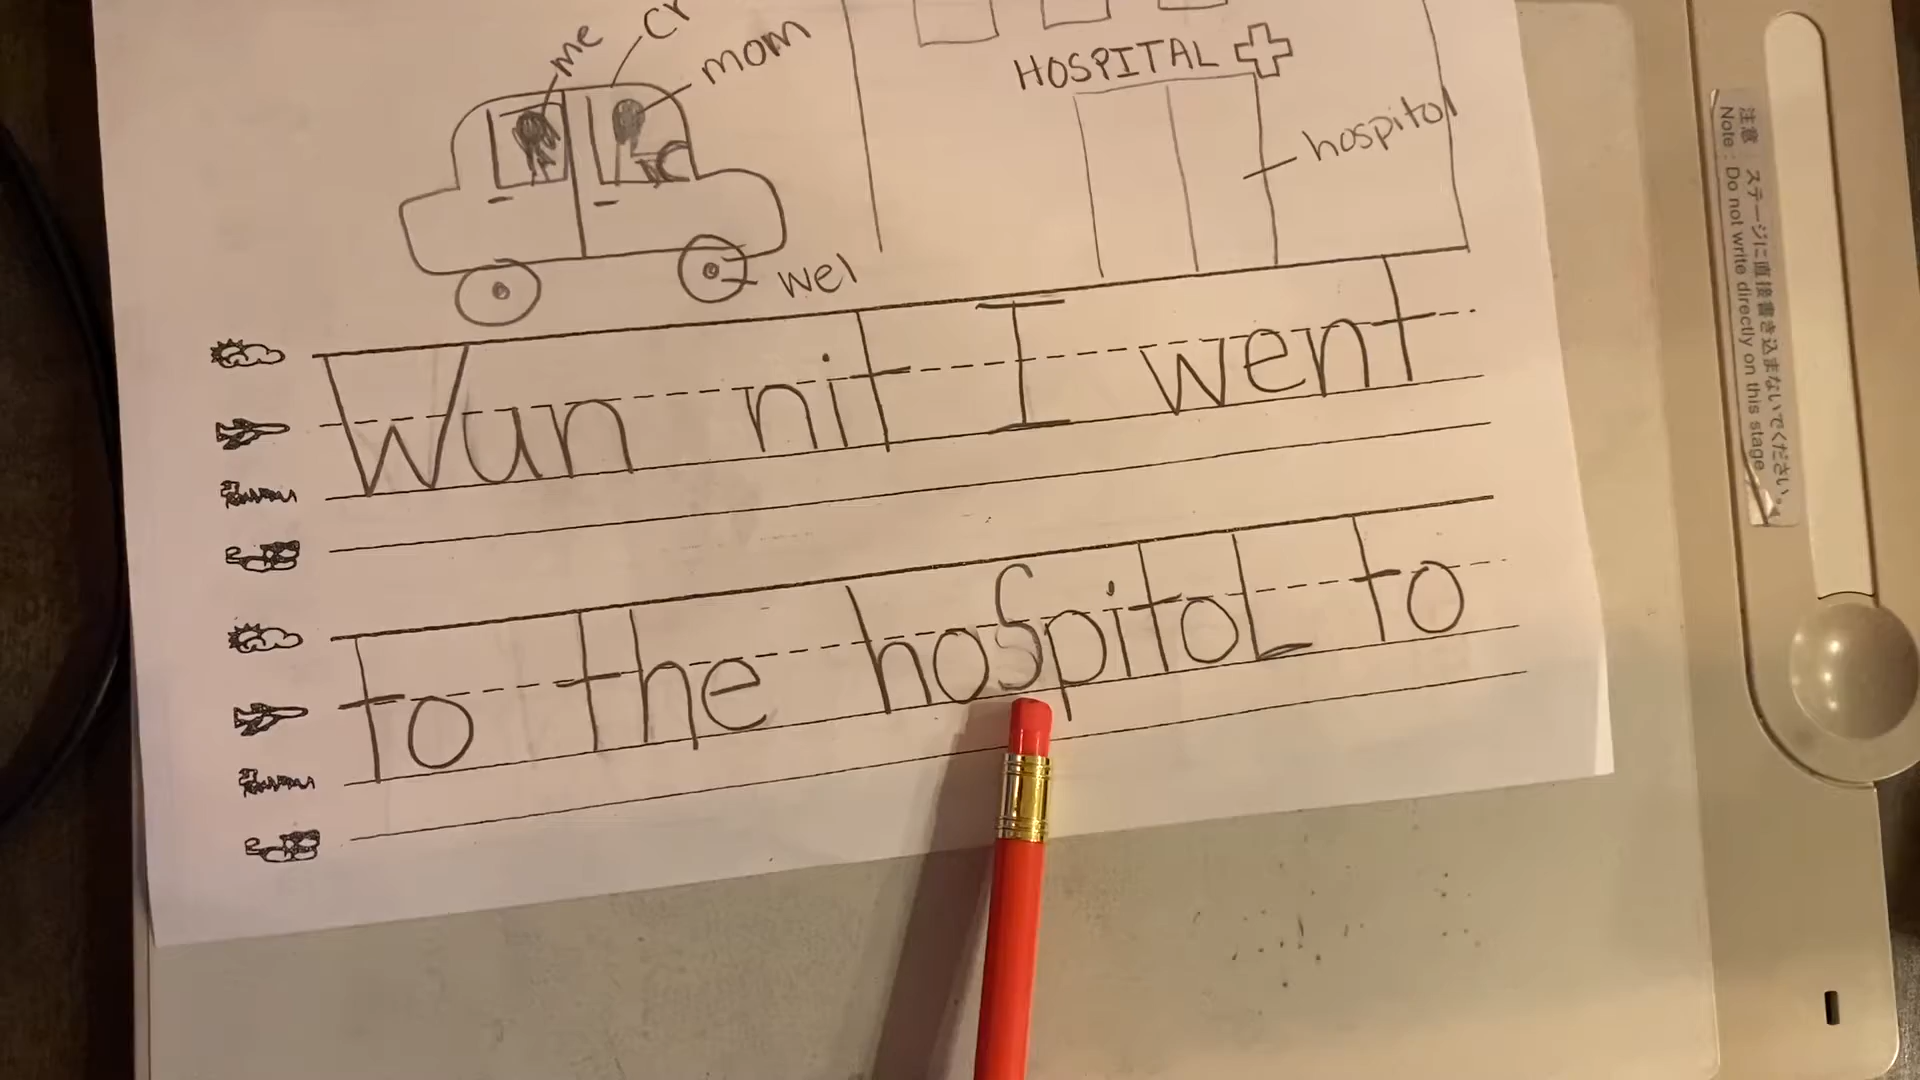 me
cr
mom
HOSPITAL
hospitol
wel
Wun nit I went
to the hospitoL to
注意 ステージに直接書き込まないでください。
Note : Do not write directly on this stage